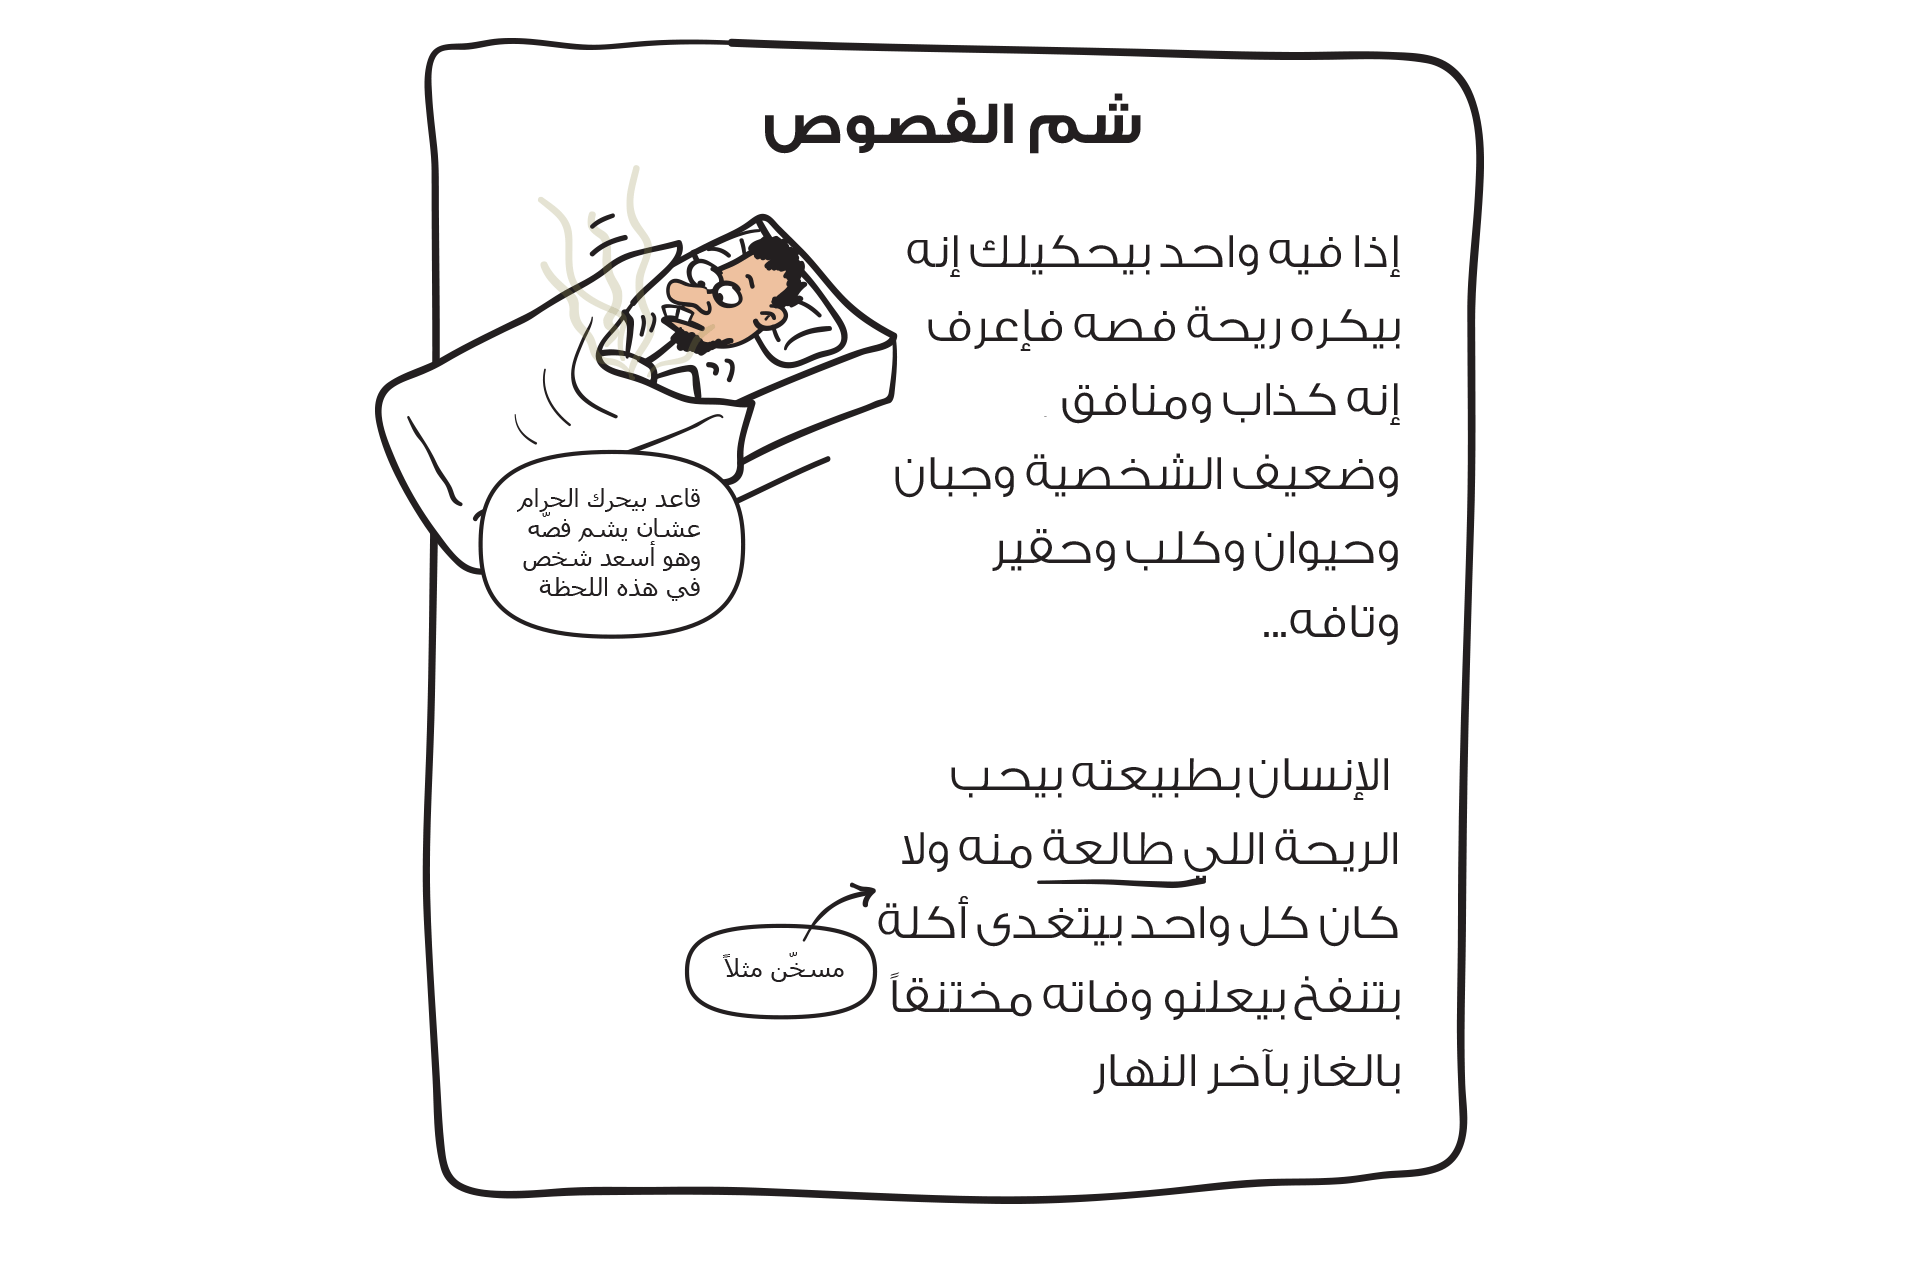 شم الفصوص
إذا فيه واحد بيحكيلك إنه
بيكره ريحة فصه فإعرف
إنه كذاب ومنافق
وضعيف الشخصية وجبان
وحيوان وكلب وحقير
وتافه...
قاعد بيحرك الحرام
عشان يشم فصّه
وهو أسعد شخص
في هذه اللحظة
الإنسان بطبيعته بيحب
الريحة اللي طالعة منه ولا
كان كل واحد بيتغدى أكلة
بتنفخ بيعلنو وفاته مختنقاً
بالغاز بآخر النهار
مسخّن مثلاً